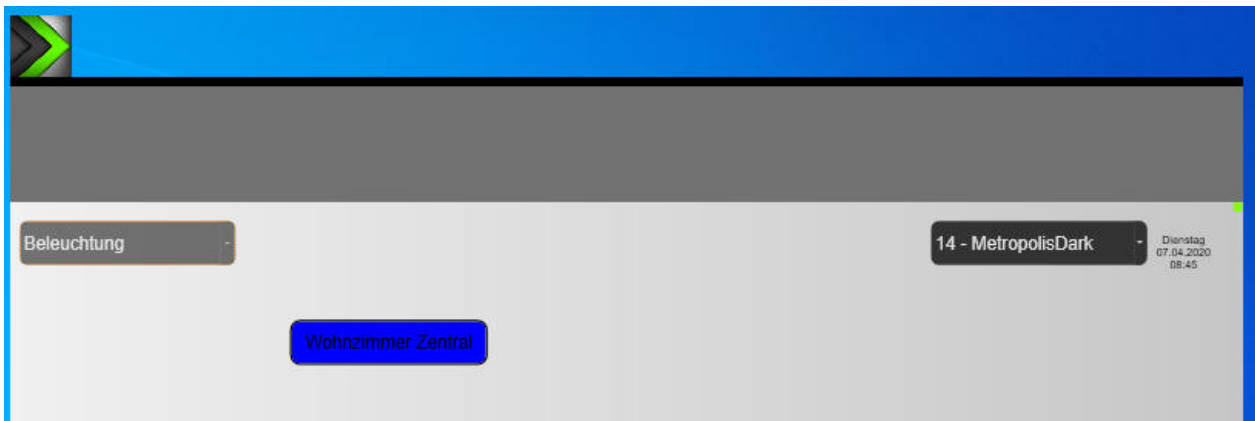 Beleuchtung
14 - MetropolisDark
Dienstag
07.04.2020
08:45
Wohnzimmer Zentral